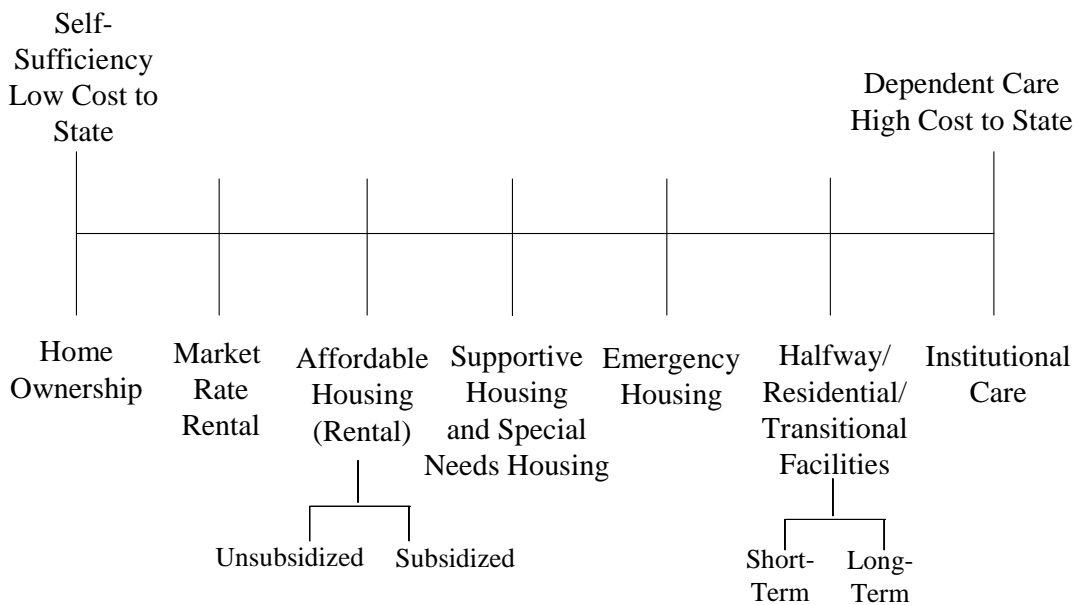 Self-
Sufficiency
Low Cost to
State
Dependent Care
High Cost to State
Home
Ownership
Market
Rate
Rental
Affordable
Housing
(Rental)
Supportive
Housing
and Special
Needs Housing
Emergency
Housing
Halfway/
Residential/
Transitional
Facilities
Institutional
Care
Unsubsidized
Subsidized
Short-
Term
Long-
Term